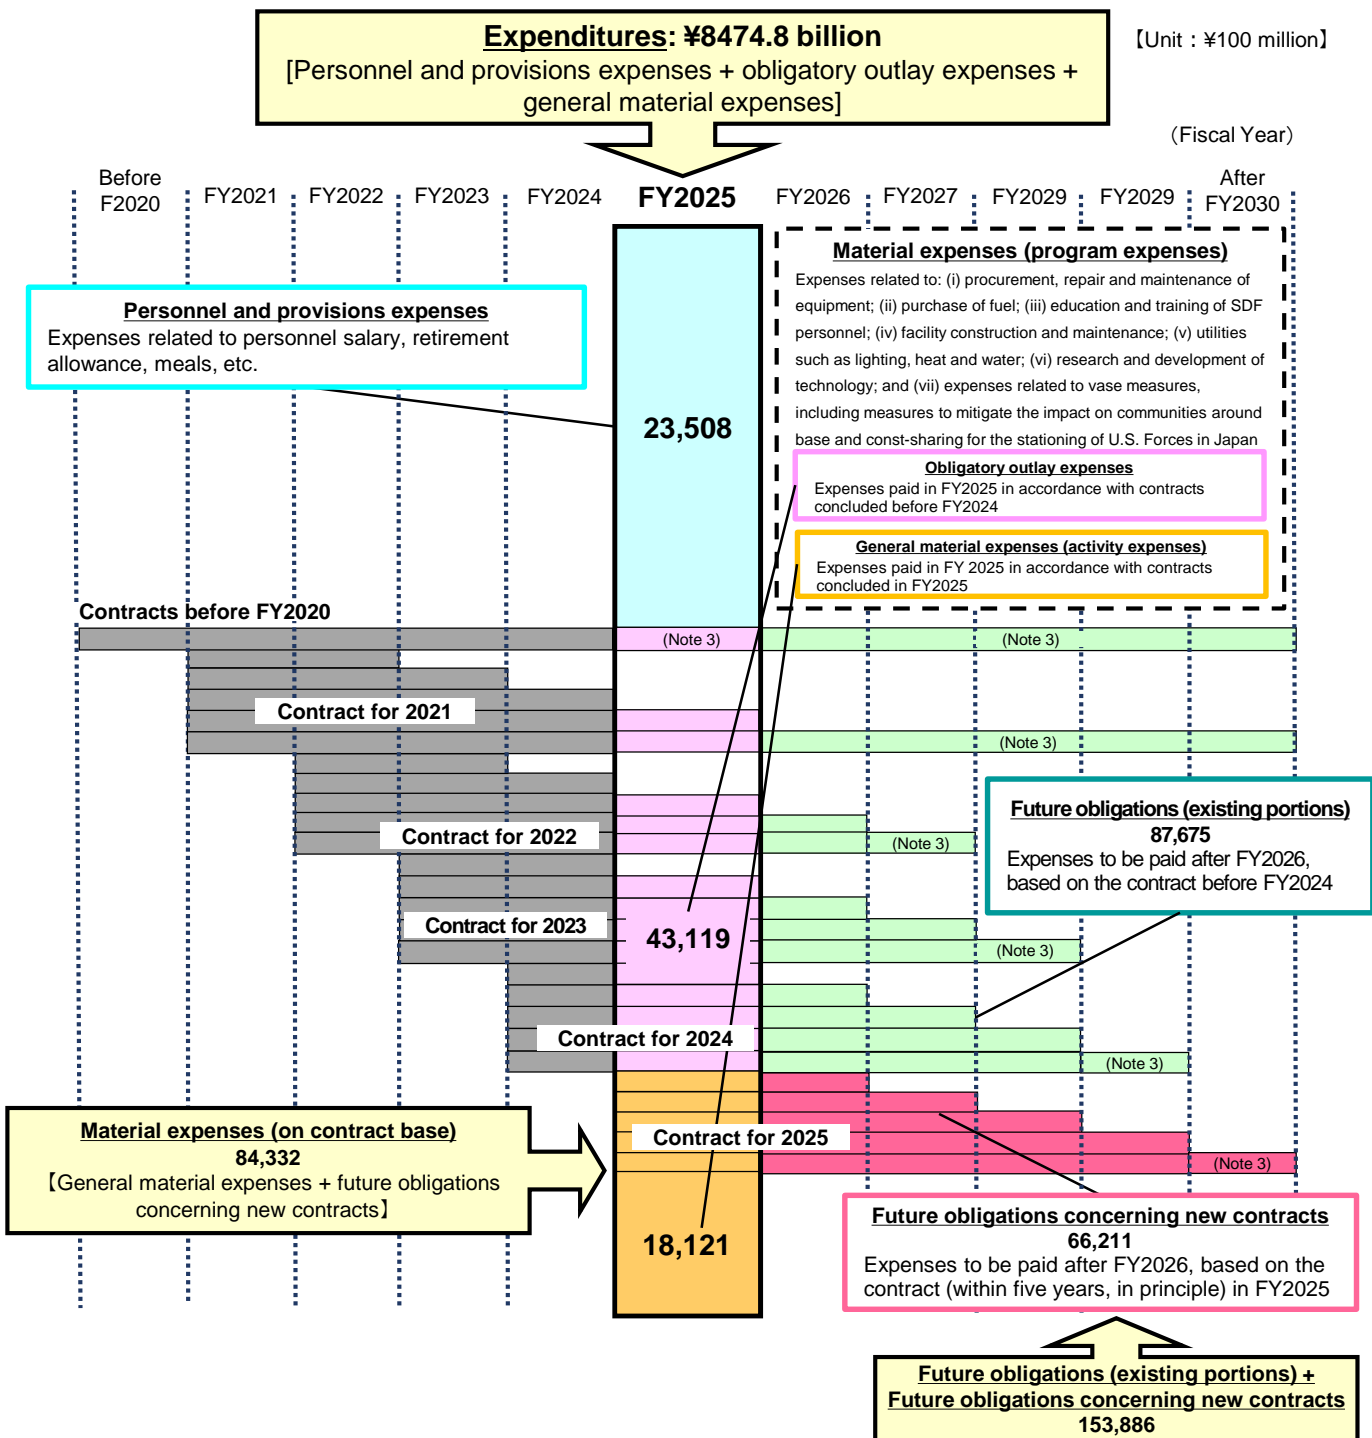 Expenditures: ¥8474.8 billion
[Personnel and provisions expenses + obligatory outlay expenses +
general material expenses]
【Unit：¥100 million】
（Fiscal Year）
Before
F2020
FY2021
FY2022
FY2023
FY2024
FY2025
FY2026
FY2027
FY2029
FY2029
After
FY2030
Material expenses (program expenses)
Expenses related to: (i) procurement, repair and maintenance of
equipment; (ii) purchase of fuel; (iii) education and training of SDF
personnel; (iv) facility construction and maintenance; (v) utilities
such as lighting, heat and water; (vi) research and development of
technology; and (vii) expenses related to vase measures,
including measures to mitigate the impact on communities around
base and const-sharing for the stationing of U.S. Forces in Japan
Personnel and provisions expenses
Expenses related to personnel salary, retirement
allowance, meals, etc.
23,508
Obligatory outlay expenses
Expenses paid in FY2025 in accordance with contracts
concluded before FY2024
General material expenses (activity expenses)
Expenses paid in FY 2025 in accordance with contracts
concluded in FY2025
Contracts before FY2020
(Note 3)
(Note 3)
Contract for 2021
(Note 3)
Contract for 2022
(Note 3)
Future obligations (existing portions)
87,675
Expenses to be paid after FY2026,
based on the contract before FY2024
Contract for 2023
43,119
(Note 3)
Contract for 2024
(Note 3)
Material expenses (on contract base)
84,332
【General material expenses + future obligations
concerning new contracts】
Contract for 2025
(Note 3)
18,121
Future obligations concerning new contracts
66,211
Expenses to be paid after FY2026, based on the
contract (within five years, in principle) in FY2025
Future obligations (existing portions) +
Future obligations concerning new contracts
153,886